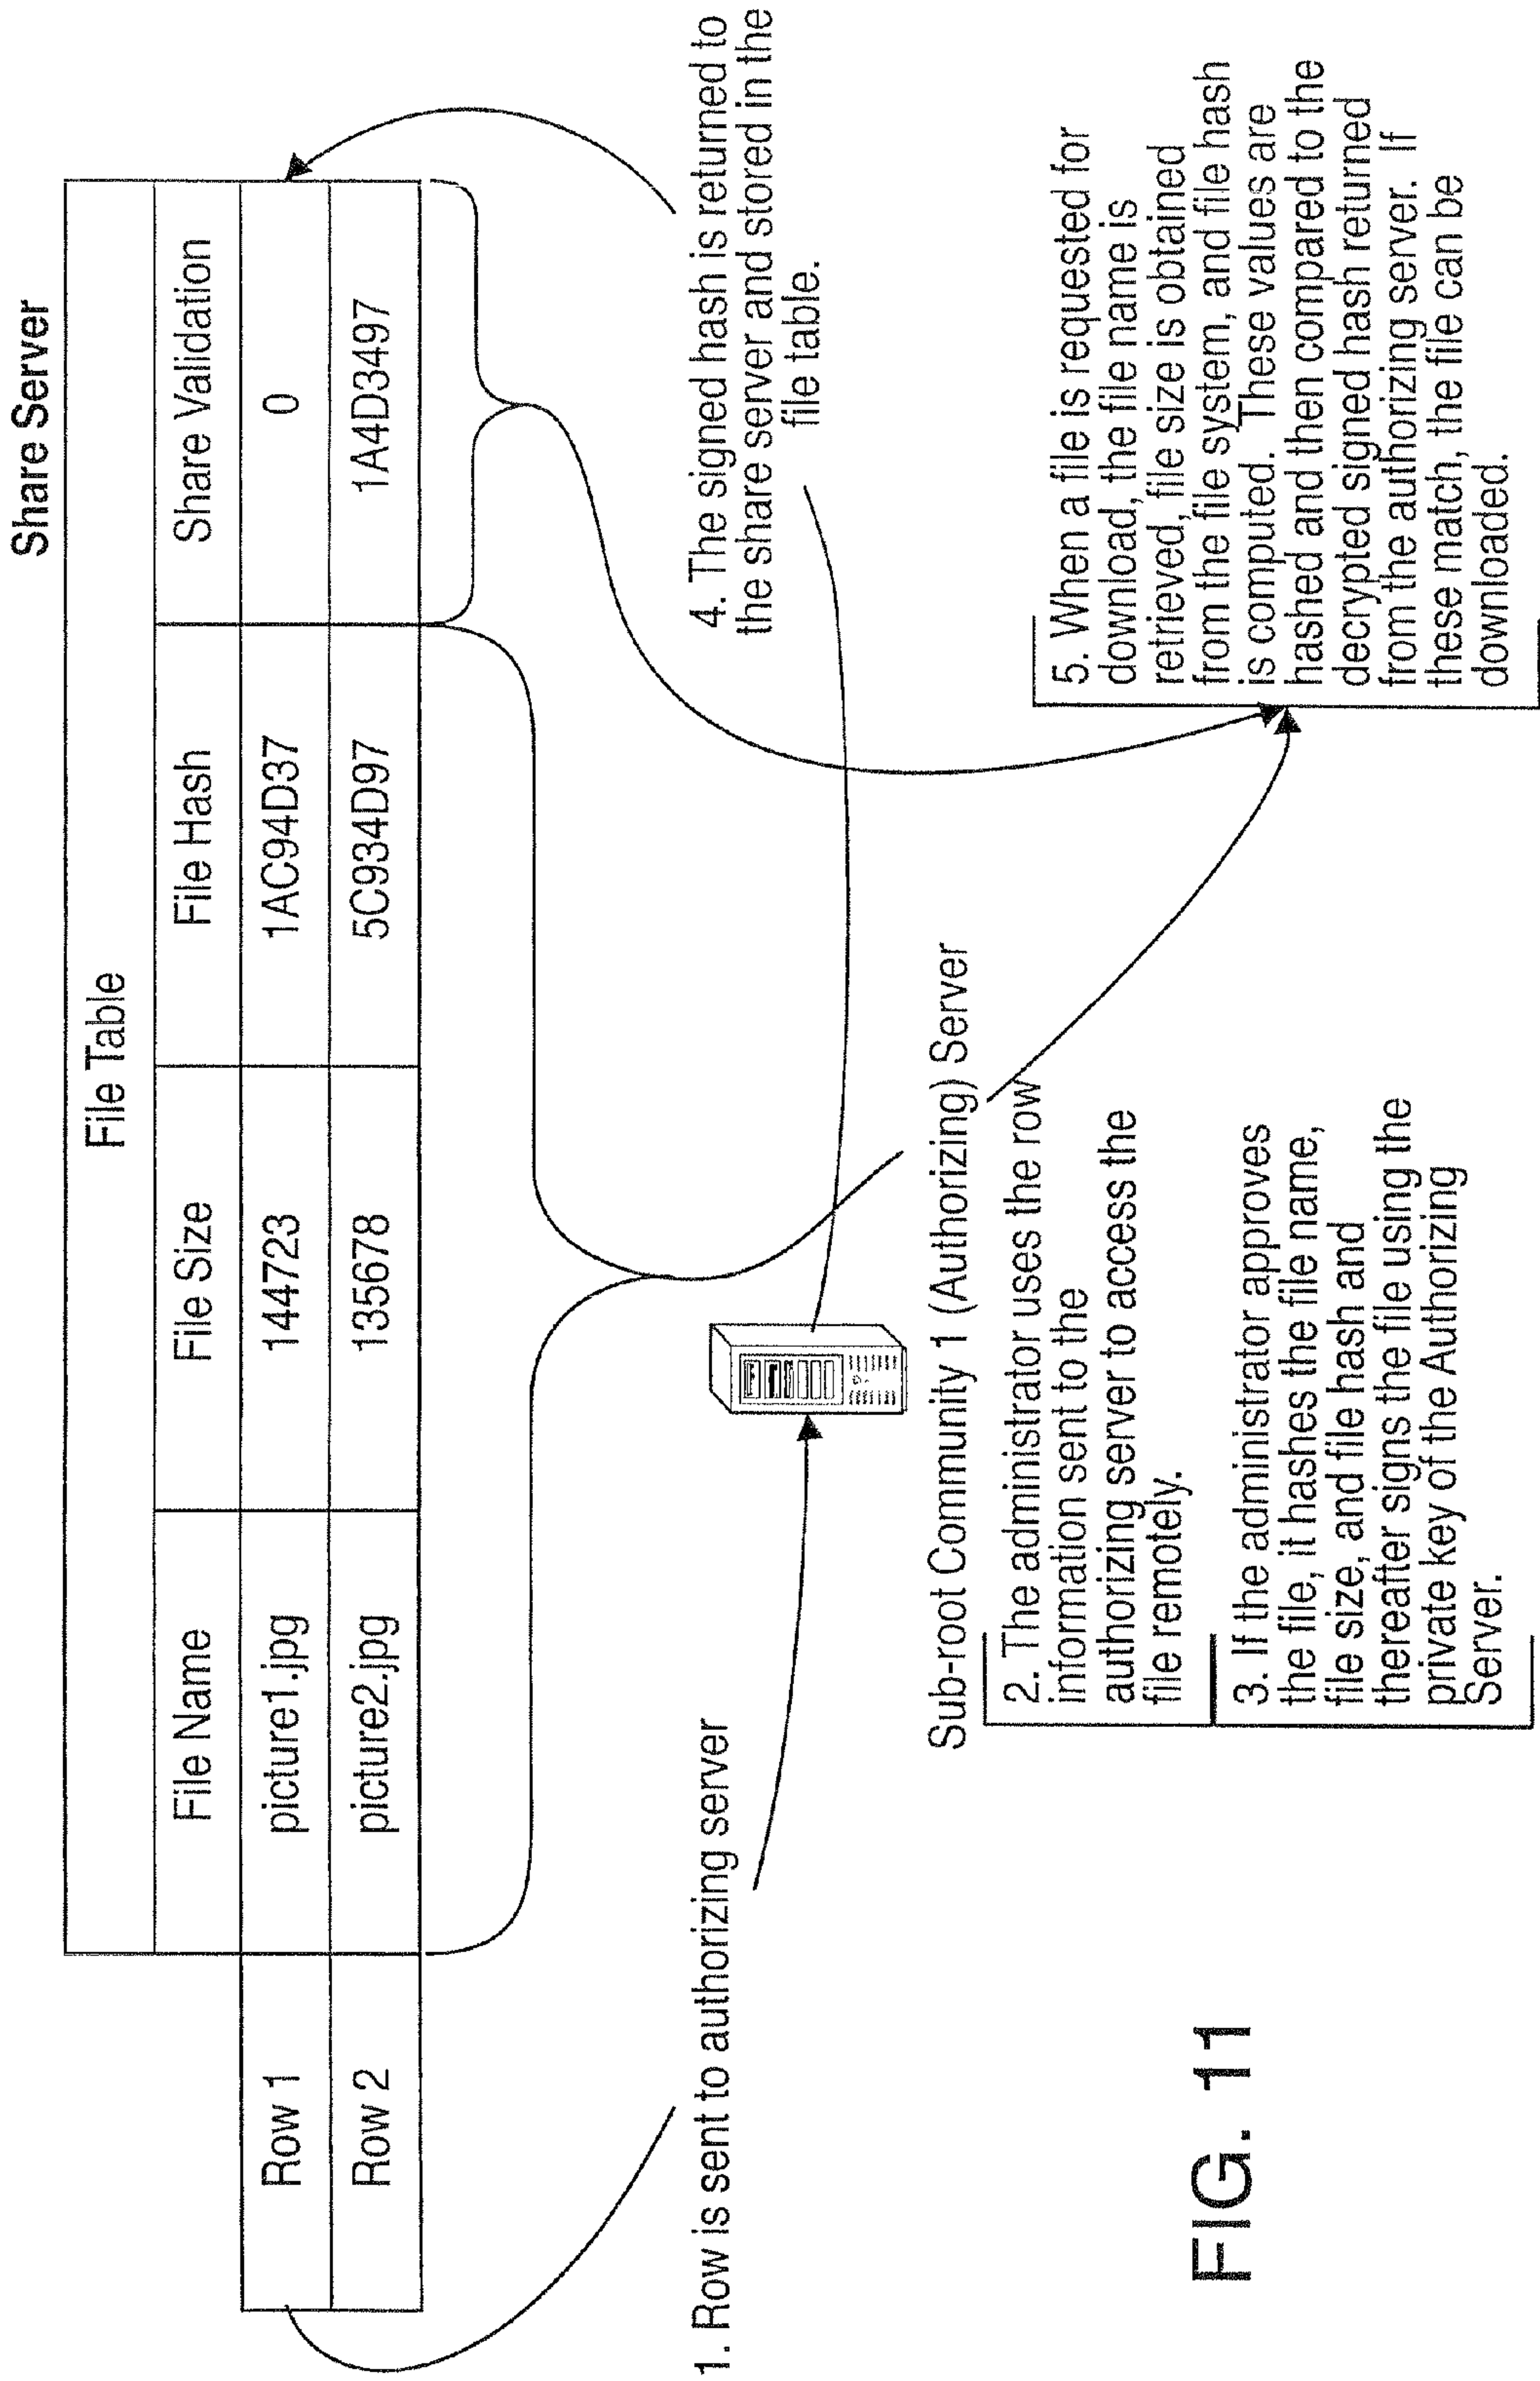 Share Server
File Table
File Name File Size File Hash Share Validation
Row 1 picture1.jpg 144723 1AC94D37 0
Row 2 picture2.jpg 135678 5C934D97 1A4D3497
1. Row is sent to authorizing server
4. The signed hash is returned to
the share server and stored in the
file table.
Sub-root Community 1 (Authorizing) Server
2. The administrator uses the row
information sent to the
authorizing server to access the
file remotely.
3. If the administrator approves
the file, it hashes the file name,
file size, and file hash and
thereafter signs the file using the
private key of the Authorizing
Server.
5. When a file is requested for
download, the file name is
retrieved, file size is obtained
from the file system, and file hash
is computed. These values are
hashed and then compared to the
decrypted signed hash returned
from the authorizing server. If
these match, the file can be
downloaded.
FIG. 11